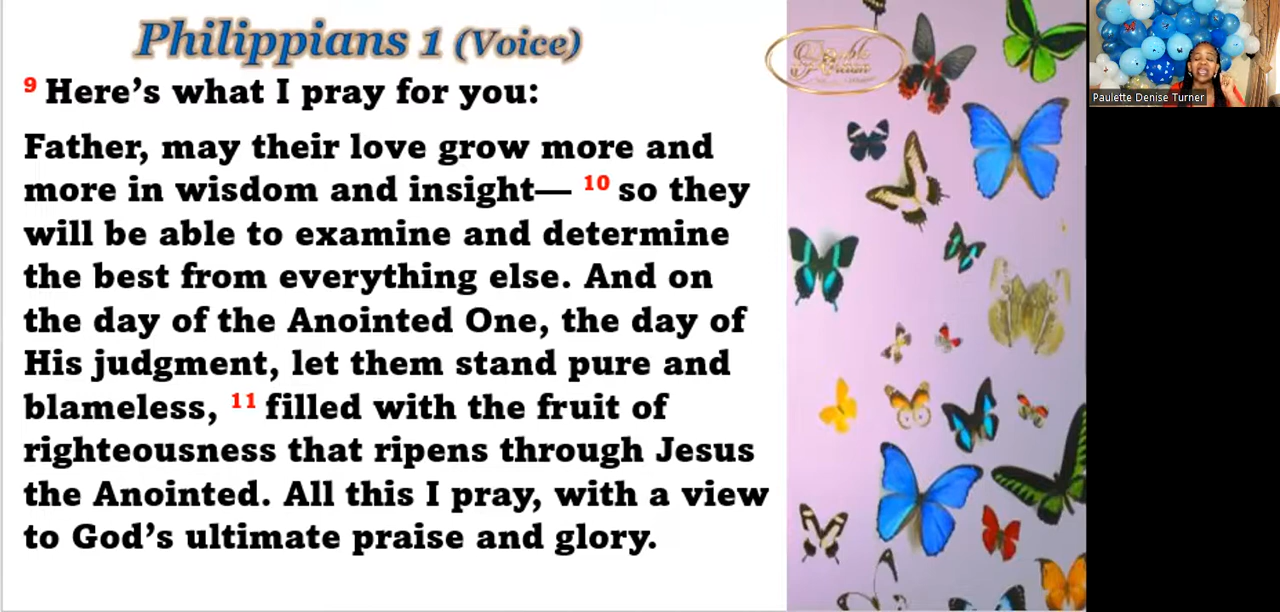 Philippians 1 (Voice)
9 Here’s what I pray for you:
Father, may their love grow more and
more in wisdom and insight— 10 so they
will be able to examine and determine
the best from everything else. And on
the day of the Anointed One, the day of
His judgment, let them stand pure and
blameless, 11 filled with the fruit of
righteousness that ripens through Jesus
the Anointed. All this I pray, with a view
to God’s ultimate praise and glory.
Paulette Denise Turner